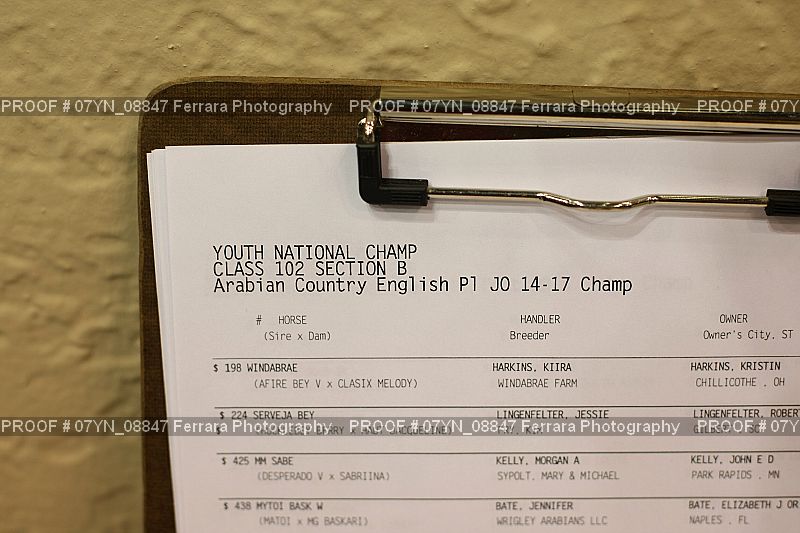 PROOF # 07YN_08847 Ferrara Photography PROOF # 07YN_08847 Ferrara Photography PROOF # 07Y
YOUTH NATIONAL CHAMP
CLASS 102 SECTION B
Arabian Country English Pl JO 14-17 Champ
# HORSE HANDLER OWNER
(Sire x Dam) Breeder Owner's City, ST
$ 198 WINDABRAE HARKINS, KIIRA HARKINS, KRISTIN
(AFIRE BEY V x CLASIX MELODY) WINDABRAE FARM CHILLICOTHE , OH
$ 224 SERVEJA BEY LINGENFELTER, JESSIE LINGENFELTER, ROBERT
PROOF # 07YN_08847 Ferrara Photography PROOF # 07YN_08847 Ferrara Photography PROOF # 07Y
$ 425 MM SABE KELLY, MORGAN A KELLY, JOHN E D
(DESPERADO V x SABRIINA) SYPOLT, MARY & MICHAEL PARK RAPIDS , MN
$ 438 MYTOI BASK W BATE, JENNIFER BATE, ELIZABETH J OR
(MATOI x MG BASKARI) WRIGLEY ARABIANS LLC NAPLES , FL